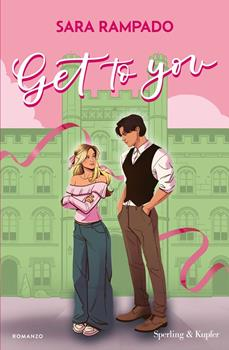 SARA RAMPADO
Get to you
ROMANZO
Sperling & Kupfer